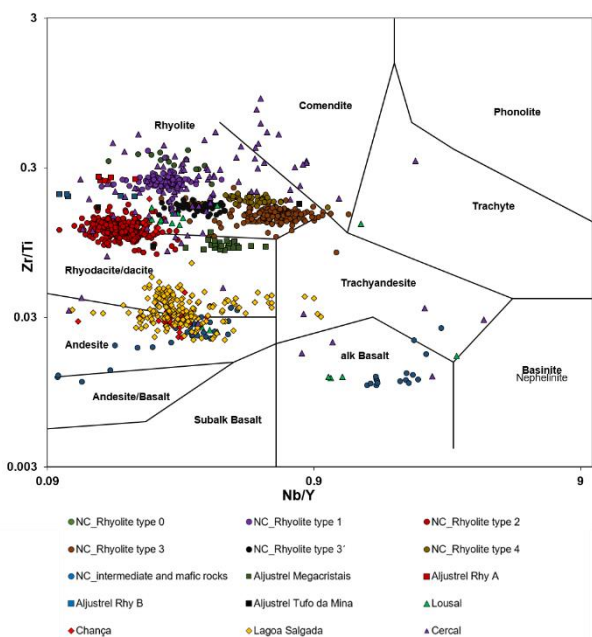 3
Comendite
Phonolite
Rhyolite
0.3
Trachyte
Zr/Ti
Rhyodacite/dacite
Trachyandesite
0.03
Andesite
alk Basalt
Basinite
Nephelinite
Andesite/Basalt
Subalk Basalt
0.003
0.09
0.9
9
Nb/Y
NC_Rhyolite type 0
NC_Rhyolite type 1
NC_Rhyolite type 2
NC_Rhyolite type 3
NC_Rhyolite type 3´
NC_Rhyolite type 4
NC_intermediate and mafic rocks
Aljustrel Megacristais
Aljustrel Rhy A
Aljustrel Rhy B
Aljustrel Tufo da Mina
Lousal
Chança
Lagoa Salgada
Cercal